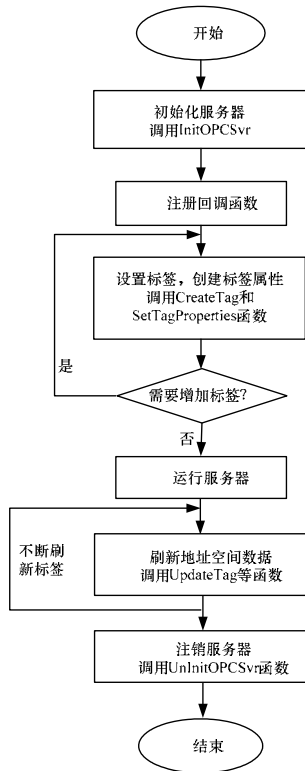 开始
初始化服务器
调用InitOPCSvr
注册回调函数
设置标签，创建标签属性
调用CreateTag和
SetTagProperties函数
是
需要增加标签?
否
运行服务器
不断刷
新标签
刷新地址空间数据
调用UpdateTag等函数
注销服务器
调用UnInitOPCSvr函数
结束